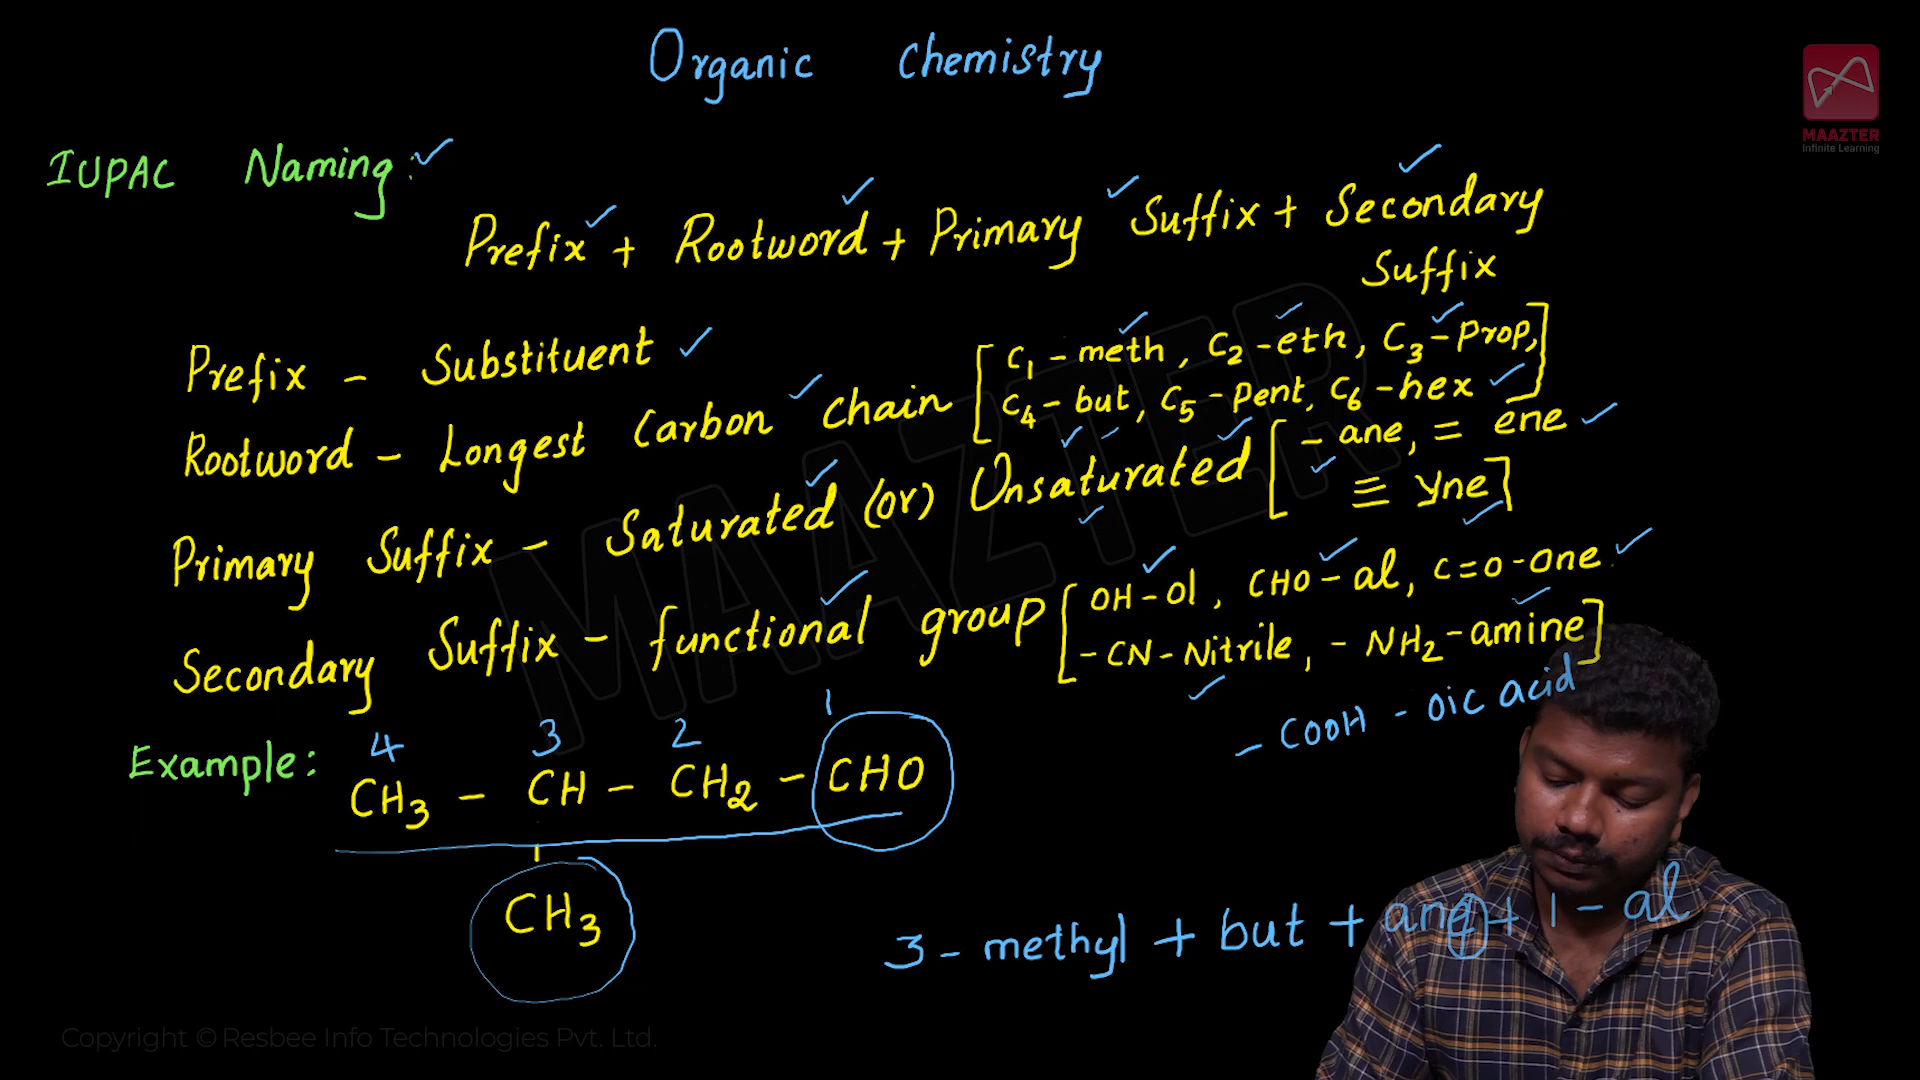 Organic Chemistry
MAAZTER
Infinite Learning
IUPAC Naming:
Prefix + Rootword + Primary Suffix + Secondary
Suffix
Prefix - Substituent
Rootword - Longest Carbon chain [C1 - meth, C2 - eth, C3 - Prop,
C4 - but, C5 - Pent, C6 - hex]
Primary Suffix - Saturated (or) Unsaturated [- ane, = ene
≡ yne]
Secondary Suffix - functional group [OH - Ol, CHO - al, C=O - One
- CN - Nitrile, - NH2 - amine]
- COOH - Oic acid
4 3 2 1
Example: CH3 - CH - CH2 - CHO
CH3
3 - methyl + but + ane + 1 - al
MAAZTER
Copyright © Resbee Info Technologies Pvt. Ltd.